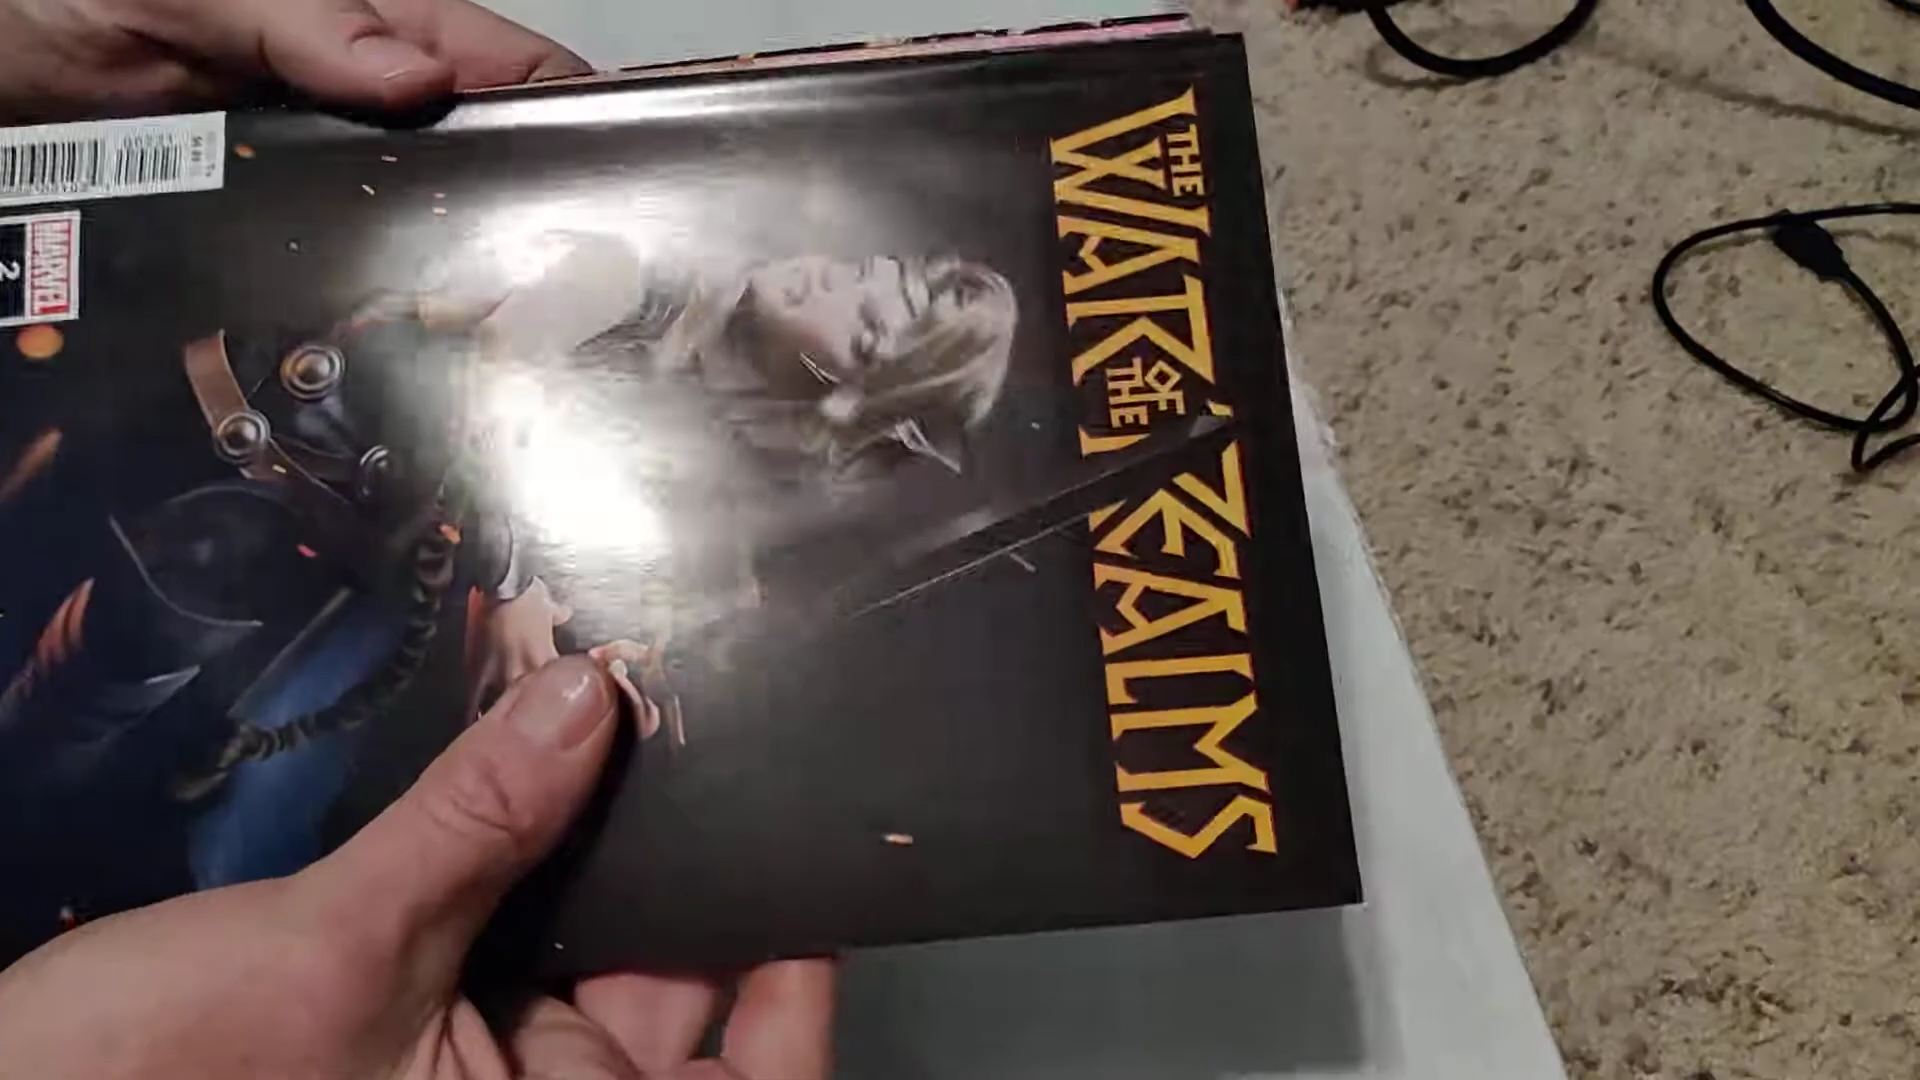 THE
WAR
OF
THE
REALMS
MARVEL
2